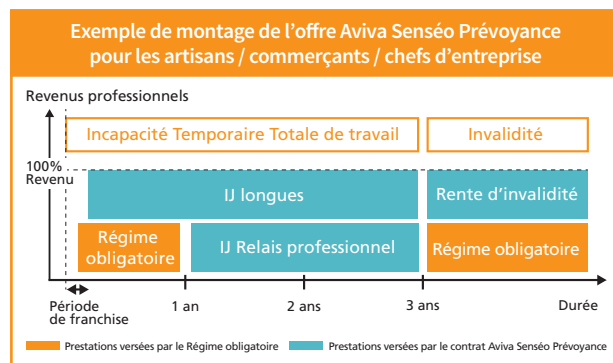 Exemple de montage de l'offre Aviva Senséo Prévoyance
pour les artisans / commerçants / chefs d'entreprise
Revenus professionnels
Incapacité Temporaire Totale de travail
Invalidité
100%
Revenu
IJ longues
Rente d'invalidité
Régime
obligatoire
IJ Relais professionnel
Régime obligatoire
Période
de franchise
1 an
2 ans
3 ans
Durée
Prestations versées par le Régime obligatoire
Prestations versées par le contrat Aviva Senséo Prévoyance